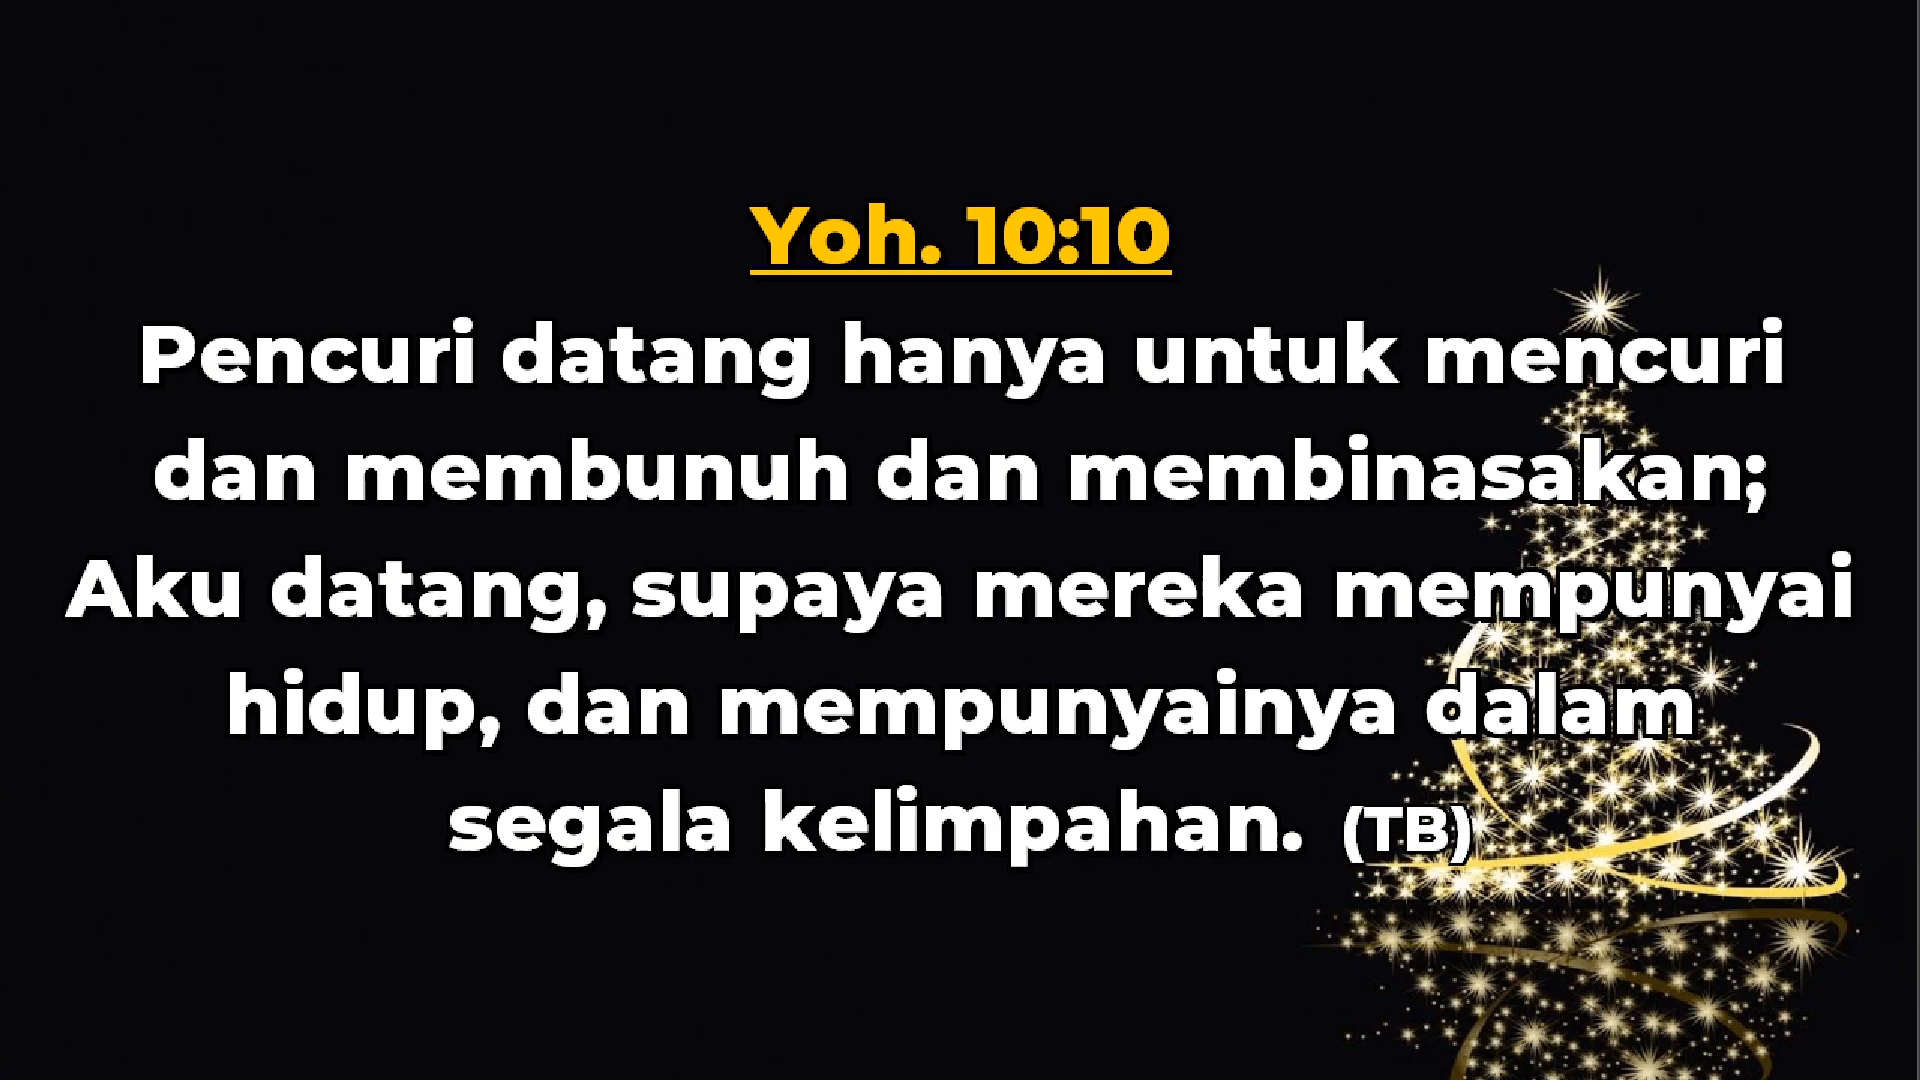 Yoh. 10:10
Pencuri datang hanya untuk mencuri
dan membunuh dan membinasakan;
Aku datang, supaya mereka mempunyai
hidup, dan mempunyainya dalam
segala kelimpahan. (TB)